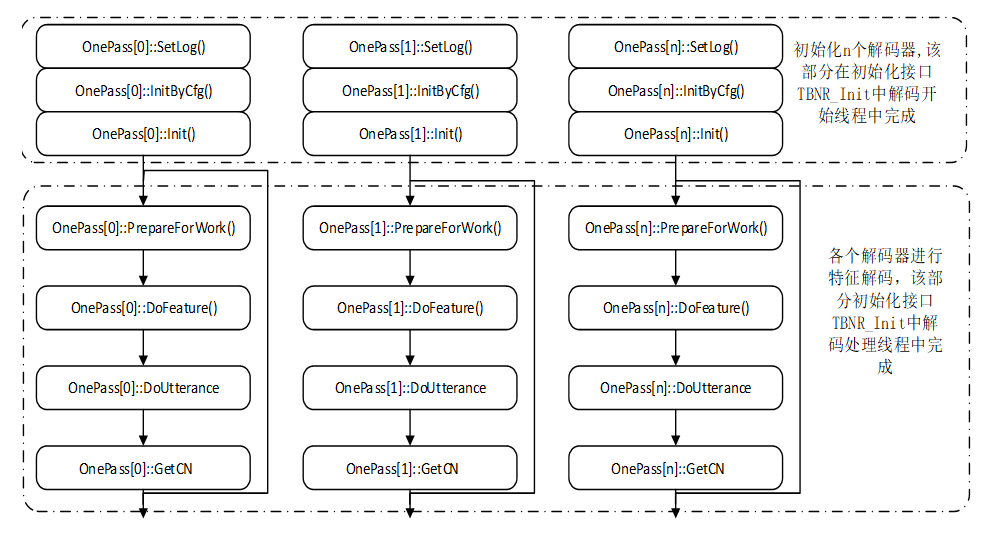 OnePass[0]::SetLog()
OnePass[0]::InitByCfg()
OnePass[0]::Init()
OnePass[1]::SetLog()
OnePass[1]::InitByCfg()
OnePass[1]::Init()
OnePass[n]::SetLog()
OnePass[n]::InitByCfg()
OnePass[n]::Init()
初始化n个解码器,该
部分在初始化接口
TBNR_Init中解码开
始线程中完成
OnePass[0]::PrepareForWork()
OnePass[0]::DoFeature()
OnePass[0]::DoUtterance
OnePass[0]::GetCN
OnePass[1]::PrepareForWork()
OnePass[1]::DoFeature()
OnePass[1]::DoUtterance
OnePass[1]::GetCN
OnePass[n]::PrepareForWork()
OnePass[n]::DoFeature()
OnePass[n]::DoUtterance
OnePass[n]::GetCN
各个解码器进行
特征解码，该部
分初始化接口
TBNR_Init中解
码处理线程中完
成